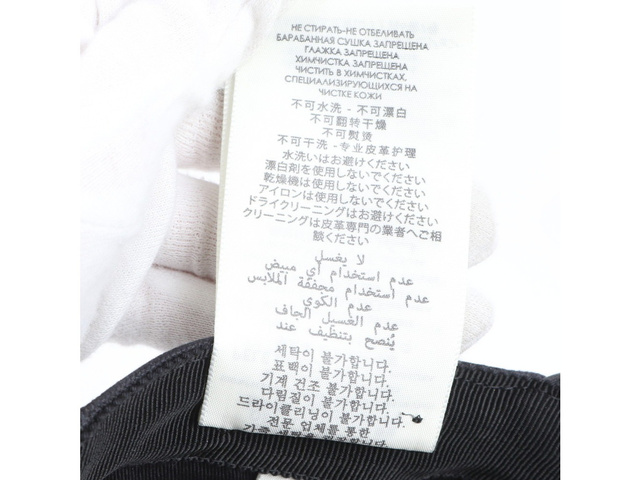 НЕ СТИРАТЬ-НЕ ОТБЕЛИВАТЬ
БАРАБАННАЯ СУШКА ЗАПРЕЩЕНА
ГЛАЖКА ЗАПРЕЩЕНА
ХИМЧИСТКА ЗАПРЕЩЕНА
ЧИСТИТЬ В ХИМЧИСТКАХ,
СПЕЦИАЛИЗИРУЮЩИХСЯ НА
ЧИСТКЕ КОЖИ
不可水洗 - 不可漂白
不可翻转干燥
不可熨烫
不可干洗 - 专业皮革护理
水洗いはお避けください
漂白剤を使用しないでください
乾燥機は使用しないでください
アイロンは使用しないでください
ドライクリーニングはお避けください
クリーニングは皮革専門の業者へご相
談ください
لا يغسل
عدم استخدام أي مبيض
عدم استخدام مجففة الملابس
عدم الكوي
عدم الغسيل الجاف
يُنصح بتنظيف عند
세탁이 불가합니다.
표백이 불가합니다.
기계 건조 불가합니다.
다림질이 불가합니다.
드라이클리닝이 불가합니다.
전문 업체를 통한